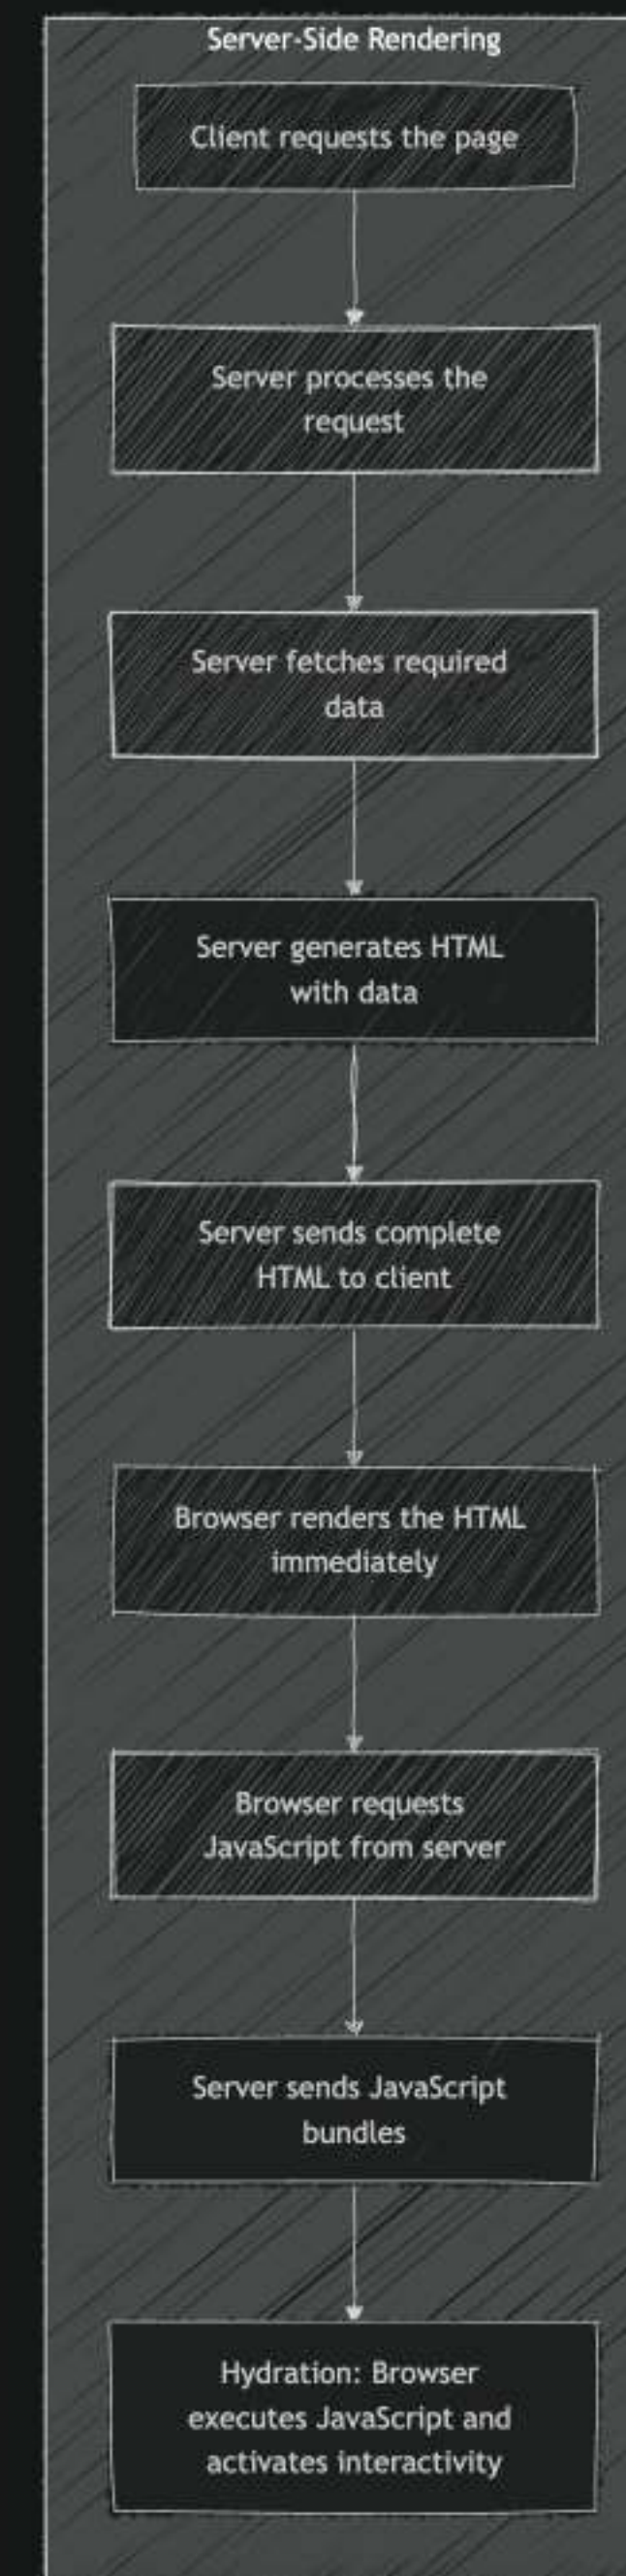 Server-Side Rendering
Client requests the page
Server processes the
request
Server fetches required
data
Server generates HTML
with data
Server sends complete
HTML to client
Browser renders the HTML
immediately
Browser requests
JavaScript from server
Server sends JavaScript
bundles
Hydration: Browser
executes JavaScript and
activates interactivity